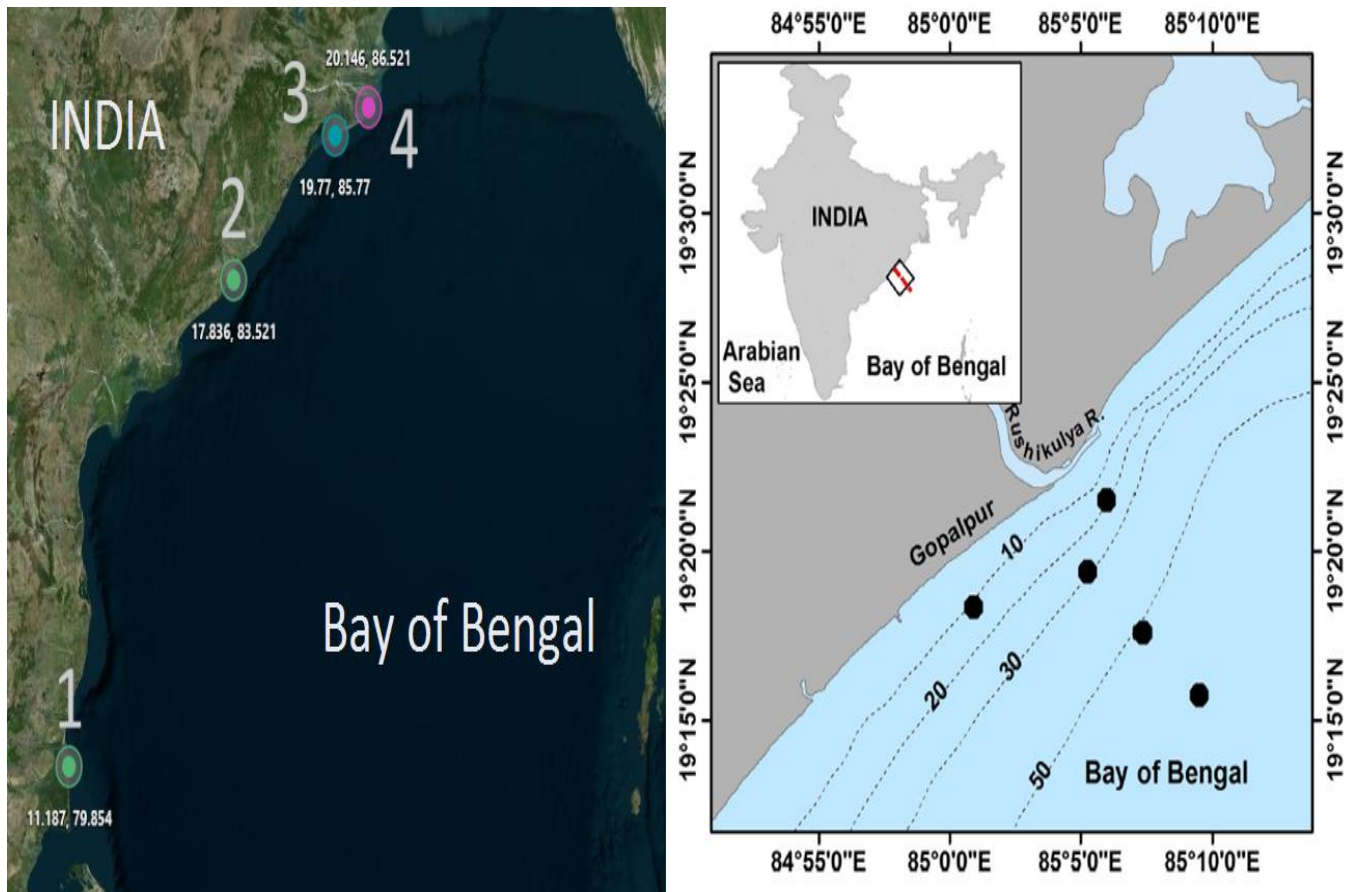 INDIA
3
20.146, 86.521
4
19.77, 85.77
2
17.836, 83.521
Bay of Bengal
1
11.187, 79.854
84°55'0"E
85°0'0"E
85°5'0"E
85°10'0"E
INDIA
Arabian
Sea
Bay of Bengal
19°30'0"N
19°30'0"N
19°25'0"N
19°25'0"N
Rushikulya R.
Gopalpur
10
19°20'0"N
19°20'0"N
20
30
50
19°15'0"N
19°15'0"N
Bay of Bengal
84°55'0"E
85°0'0"E
85°5'0"E
85°10'0"E